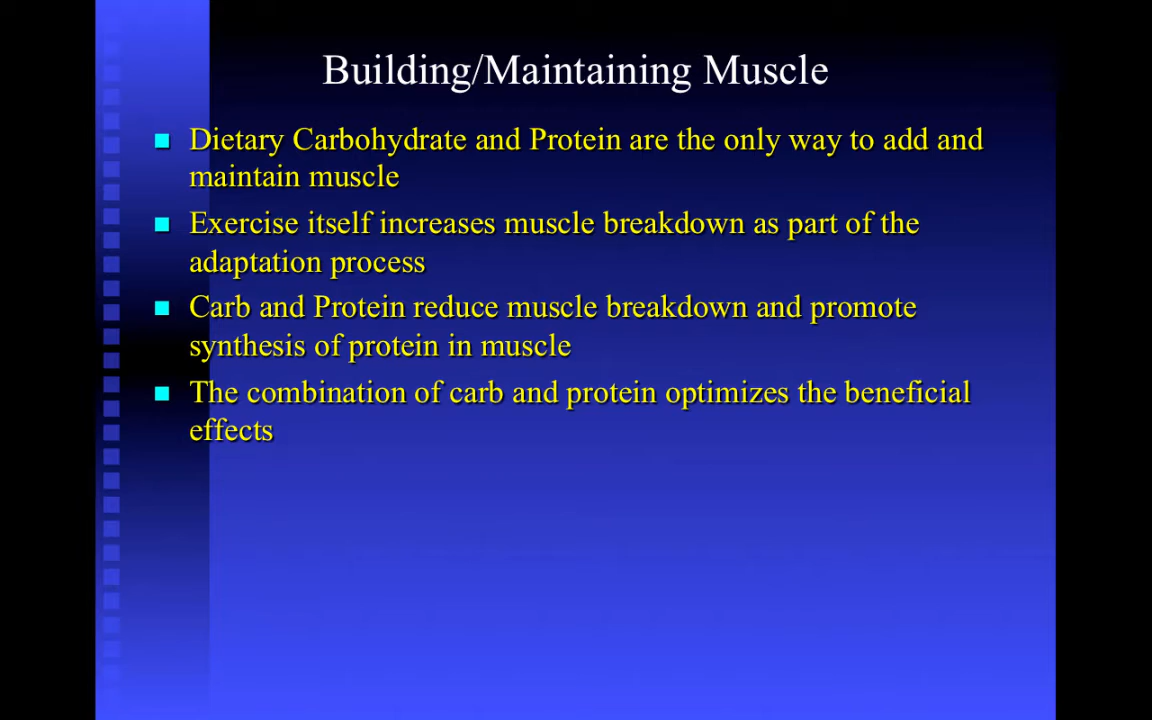 Building/Maintaining Muscle
Dietary Carbohydrate and Protein are the only way to add and
maintain muscle
Exercise itself increases muscle breakdown as part of the
adaptation process
Carb and Protein reduce muscle breakdown and promote
synthesis of protein in muscle
The combination of carb and protein optimizes the beneficial
effects